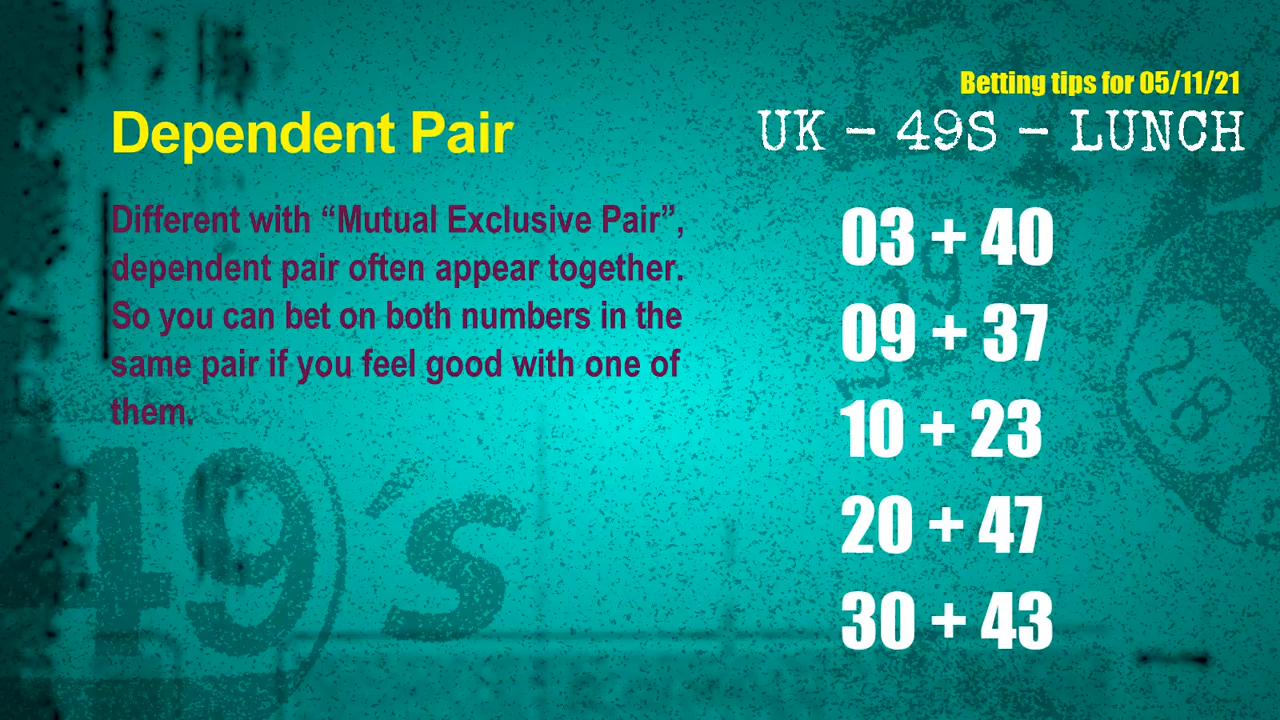 Betting tips for 05/11/21
UK - 49S - LUNCH
Dependent Pair
Different with “Mutual Exclusive Pair”,
dependent pair often appear together.
So you can bet on both numbers in the
same pair if you feel good with one of
them.
03 + 40
09 + 37
10 + 23
20 + 47
30 + 43
49's
39
28